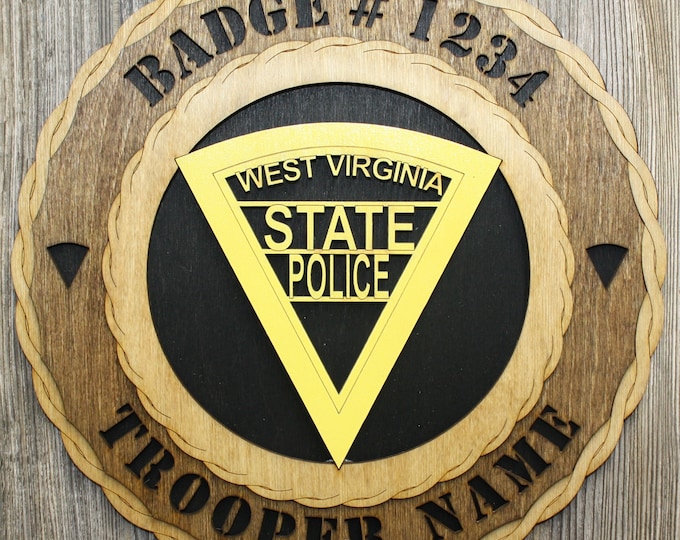 BADGE # 1234
WEST VIRGINIA
STATE
POLICE
TROOPER NAME